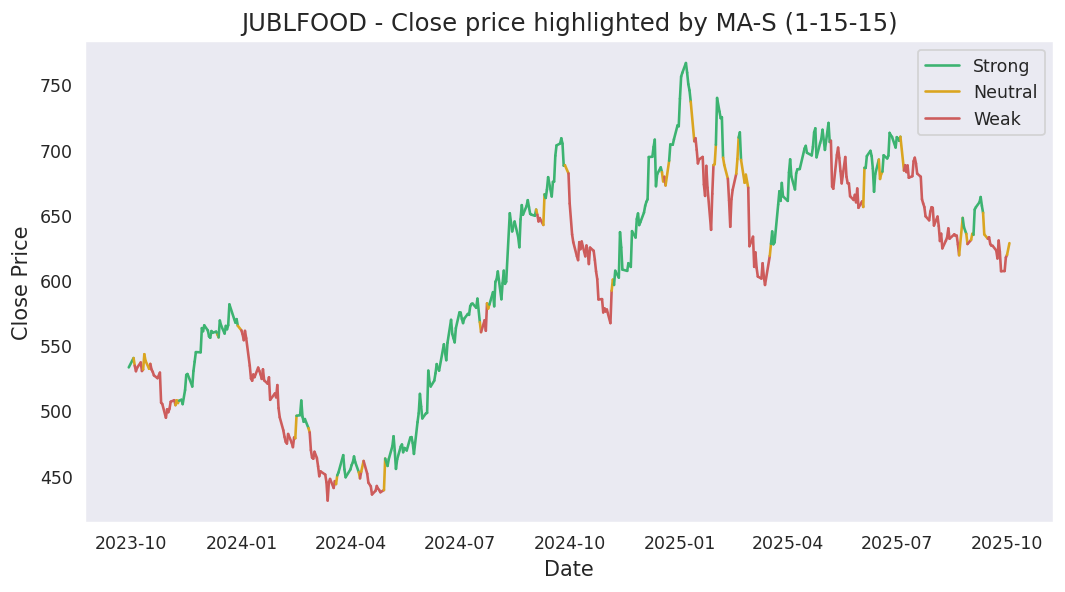 JUBLFOOD - Close price highlighted by MA-S (1-15-15)
Strong
Neutral
Weak
Close Price
750
700
650
600
550
500
450
2023-10
2024-01
2024-04
2024-07
2024-10
2025-01
2025-04
2025-07
2025-10
Date